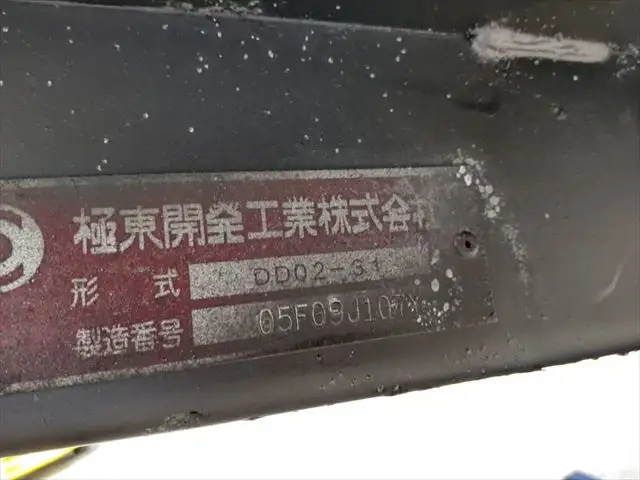 極東開発工業株式会社
形式 DD02-31
製造番号 05F09J107